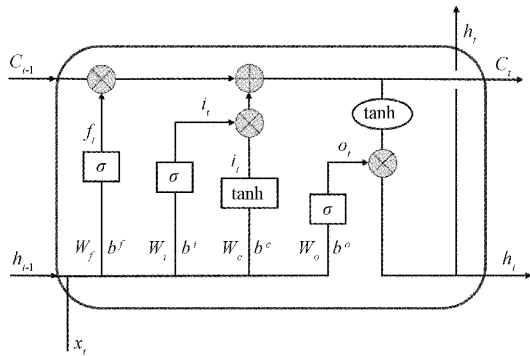 h_t
C_{t-1}
C_t
i_t
tanh
f_t
o_t
i_t
σ
σ
tanh
σ
W_f b^f W_i b^i W_c b^c W_o b^o
h_{t-1}
h_t
x_t